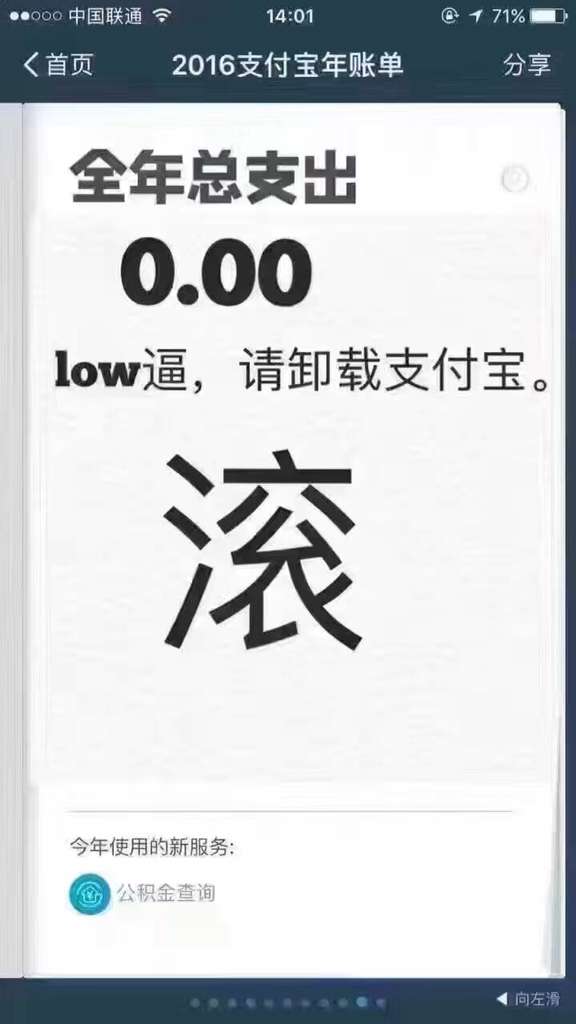 中国联通 14:01 71%
首页 2016支付宝年账单 分享
全年总支出
0.00
low逼，请卸载支付宝。
滚
今年使用的新服务:
公积金查询
向左滑